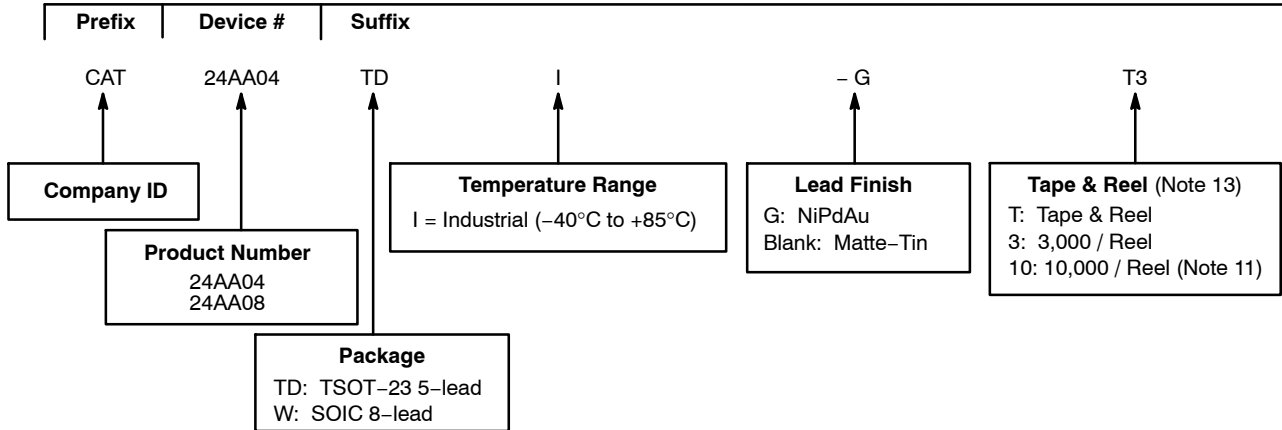 Prefix Device # Suffix
CAT 24AA04 TD I – G T3
Company ID
Product Number
24AA04
24AA08
Package
TD: TSOT−23 5−lead
W: SOIC 8−lead
Temperature Range
I = Industrial (−40°C to +85°C)
Lead Finish
G: NiPdAu
Blank: Matte−Tin
Tape & Reel (Note 13)
T: Tape & Reel
3: 3,000 / Reel
10: 10,000 / Reel (Note 11)